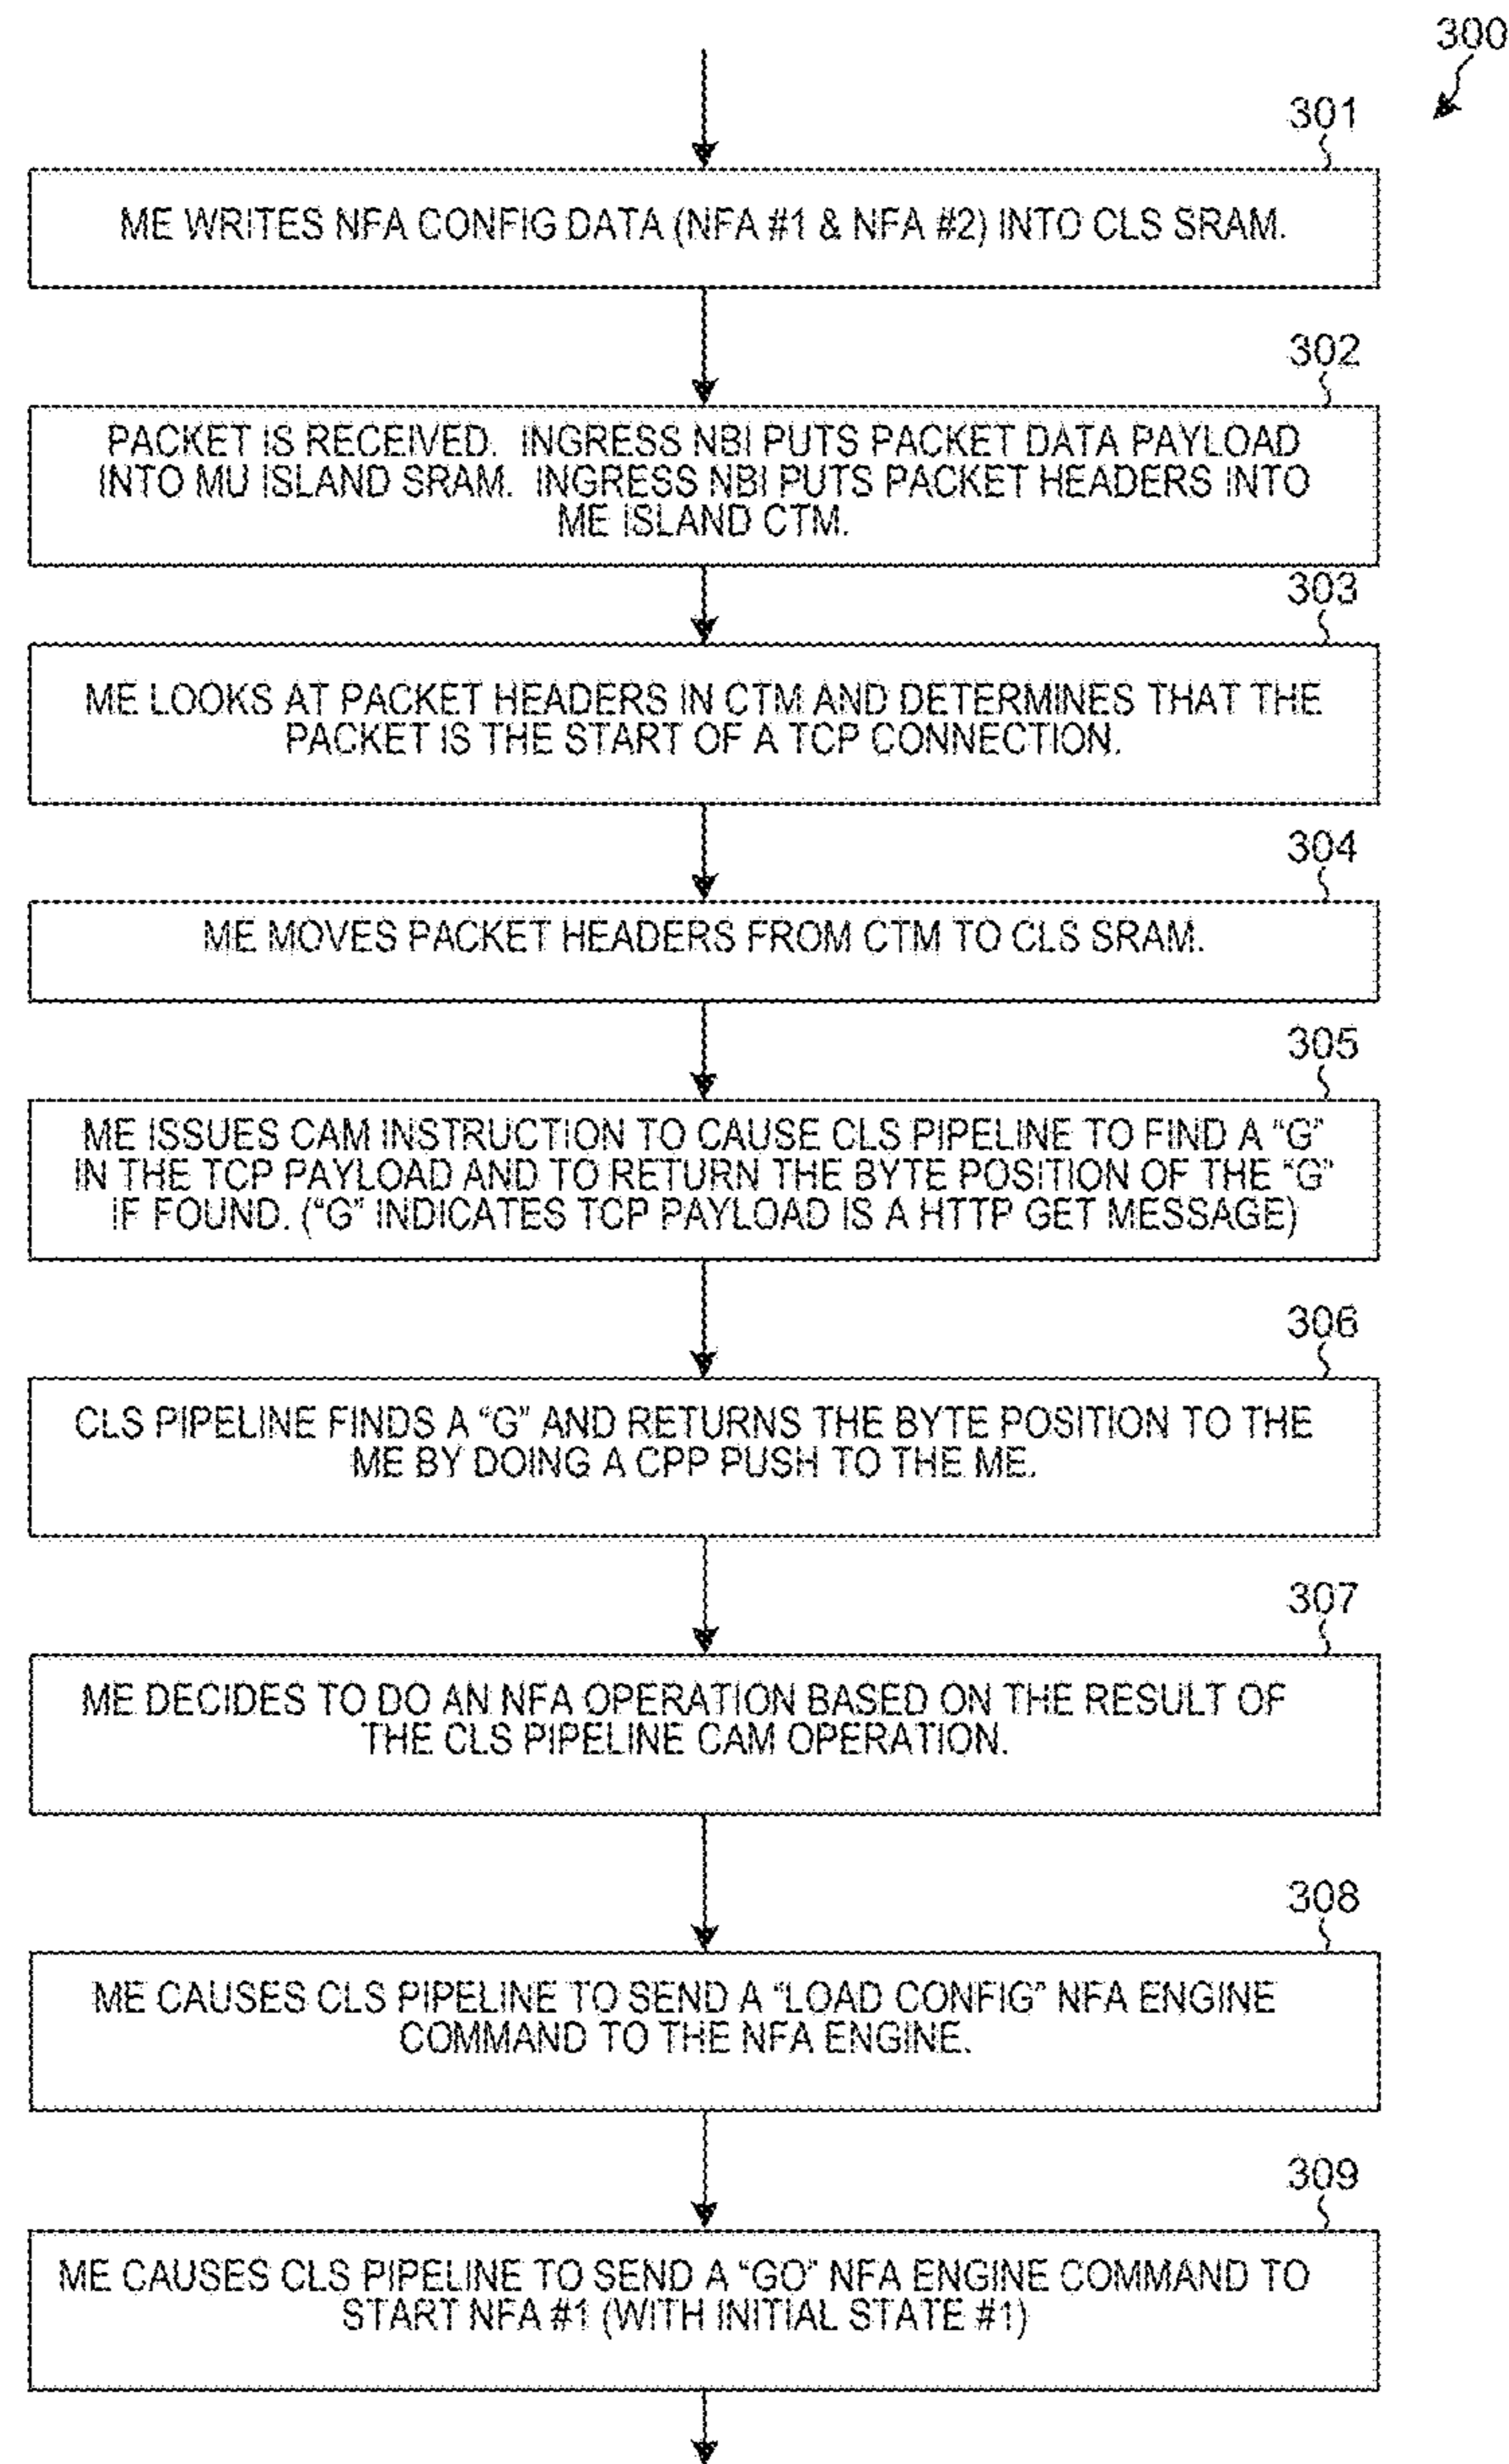 300
301
ME WRITES NFA CONFIG DATA (NFA #1 & NFA #2) INTO CLS SRAM.
302
PACKET IS RECEIVED. INGRESS NBI PUTS PACKET DATA PAYLOAD
INTO MU ISLAND SRAM. INGRESS NBI PUTS PACKET HEADERS INTO
ME ISLAND CTM.
303
ME LOOKS AT PACKET HEADERS IN CTM AND DETERMINES THAT THE
PACKET IS THE START OF A TCP CONNECTION.
304
ME MOVES PACKET HEADERS FROM CTM TO CLS SRAM.
305
ME ISSUES CAM INSTRUCTION TO CAUSE CLS PIPELINE TO FIND A “G”
IN THE TCP PAYLOAD AND TO RETURN THE BYTE POSITION OF THE “G”
IF FOUND. (“G” INDICATES TCP PAYLOAD IS A HTTP GET MESSAGE)
306
CLS PIPELINE FINDS A “G” AND RETURNS THE BYTE POSITION TO THE
ME BY DOING A CPP PUSH TO THE ME.
307
ME DECIDES TO DO AN NFA OPERATION BASED ON THE RESULT OF
THE CLS PIPELINE CAM OPERATION.
308
ME CAUSES CLS PIPELINE TO SEND A “LOAD CONFIG” NFA ENGINE
COMMAND TO THE NFA ENGINE.
309
ME CAUSES CLS PIPELINE TO SEND A “GO” NFA ENGINE COMMAND TO
START NFA #1 (WITH INITIAL STATE #1)